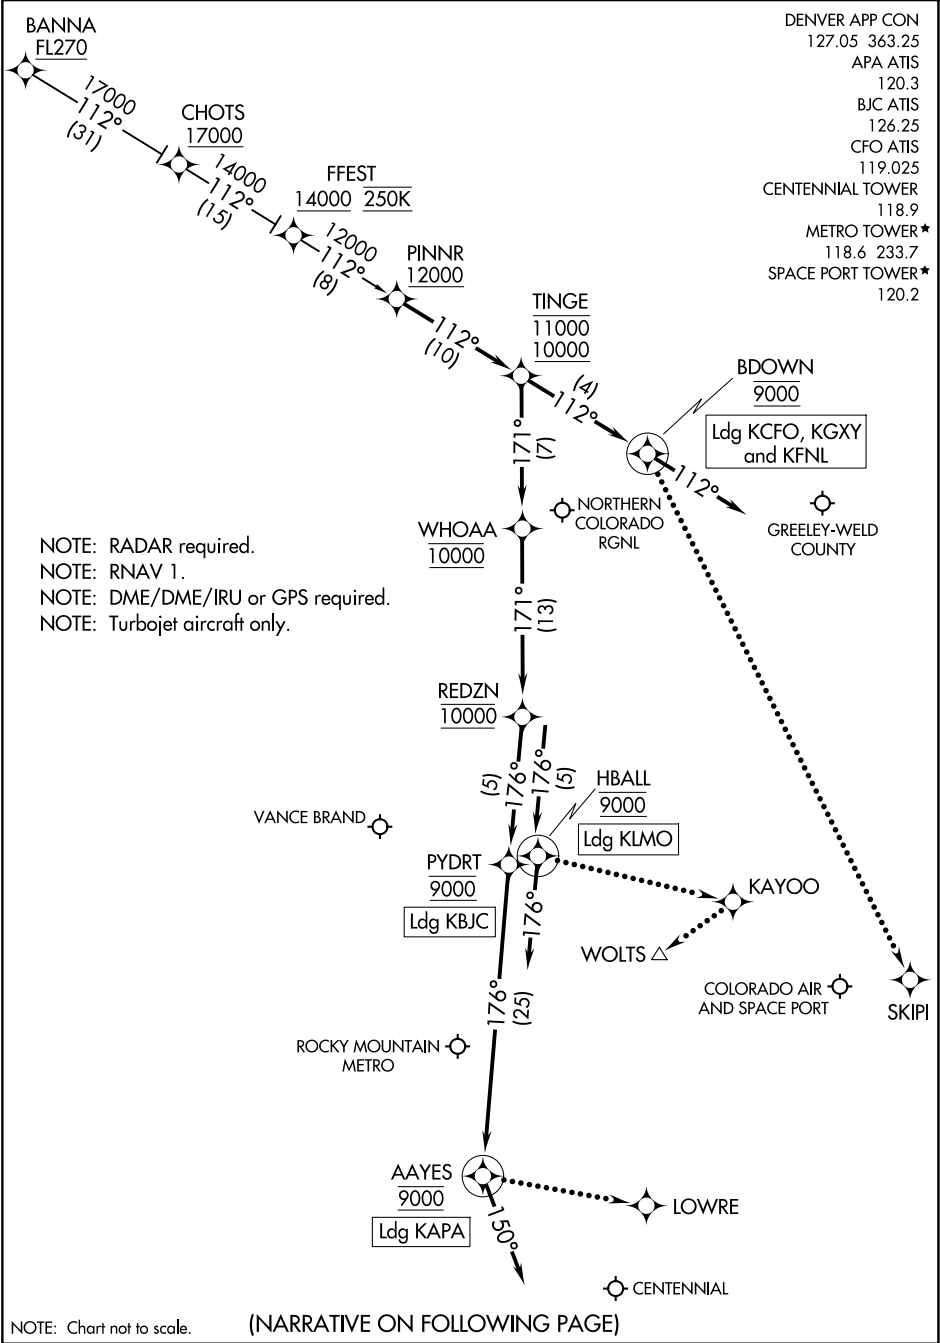 BANNA
FL270
17000
112°
(31)
CHOTS
17000
14000
112°
(15)
FFEST
14000 250K
12000
112°
(8)
PINNR
12000
112°
(10)
TINGE
11000
10000
(4)
112°
BDOWN
9000
Ldg KCFO, KGXY
and KFNL
112°
DENVER APP CON
127.05 363.25
APA ATIS
120.3
BJC ATIS
126.25
CFO ATIS
119.025
CENTENNIAL TOWER
118.9
METRO TOWER★
118.6 233.7
SPACE PORT TOWER★
120.2
171°
(7)
WHOAA
10000
NORTHERN
COLORADO
RGNL
GREELEY-WELD
COUNTY
NOTE: RADAR required.
NOTE: RNAV 1.
NOTE: DME/DME/IRU or GPS required.
NOTE: Turbojet aircraft only.
171°
(13)
REDZN
10000
(5)
176°
176°
(5)
HBALL
9000
Ldg KLMO
VANCE BRAND
PYDRT
9000
Ldg KBJC
176°
KAYOO
WOLTS
COLORADO AIR
AND SPACE PORT
SKIPI
176°
(25)
ROCKY MOUNTAIN
METRO
AAYES
9000
Ldg KAPA
150°
LOWRE
CENTENNIAL
NOTE: Chart not to scale.
(NARRATIVE ON FOLLOWING PAGE)